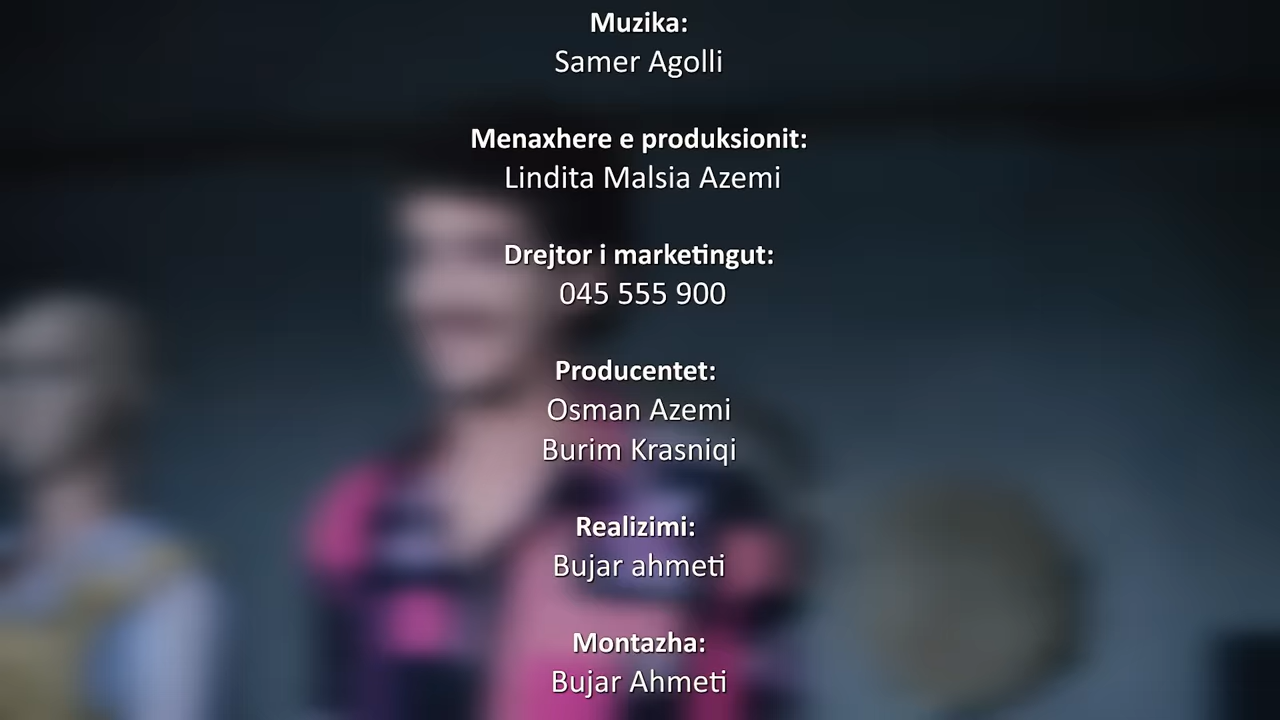 Muzika:
Samer Agolli
Menaxhere e produksionit:
Lindita Malsia Azemi
Drejtor i marketingut:
045 555 900
Producentet:
Osman Azemi
Burim Krasniqi
Realizimi:
Bujar ahmeti
Montazha:
Bujar Ahmeti